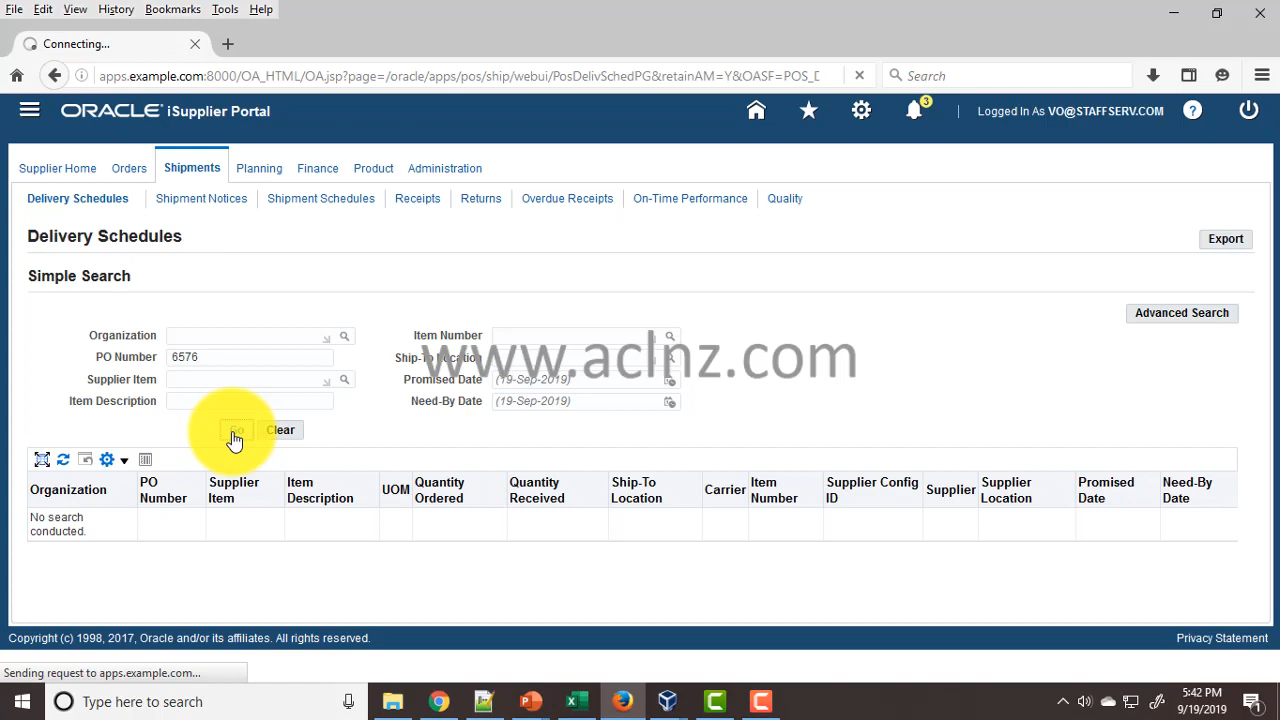 File Edit View History Bookmarks Tools Help
Connecting...
apps.example.com:8000/OA_HTML/OA.jsp?page=/oracle/apps/pos/ship/webui/PosDelivSchedPG&retainAM=Y&OASF=POS_D
Search
ORACLE iSupplier Portal
3
Logged In As VO@STAFFSERV.COM
Supplier Home Orders Shipments Planning Finance Product Administration
Delivery Schedules Shipment Notices Shipment Schedules Receipts Returns Overdue Receipts On-Time Performance Quality
Delivery Schedules
Export
Simple Search
Advanced Search
Organization
Item Number
PO Number 6576
Ship-To Location
Supplier Item
Promised Date (19-Sep-2019)
Item Description
Need-By Date (19-Sep-2019)
www.aclnz.com
Go Clear
Organization PO Number Supplier Item Item Description UOM Quantity Ordered Quantity Received Ship-To Location Carrier Item Number Supplier Config ID Supplier Supplier Location Promised Date Need-By Date
No search
conducted.
Copyright (c) 1998, 2017, Oracle and/or its affiliates. All rights reserved.
Privacy Statement
Sending request to apps.example.com...
Type here to search
5:42 PM
9/19/2019
1